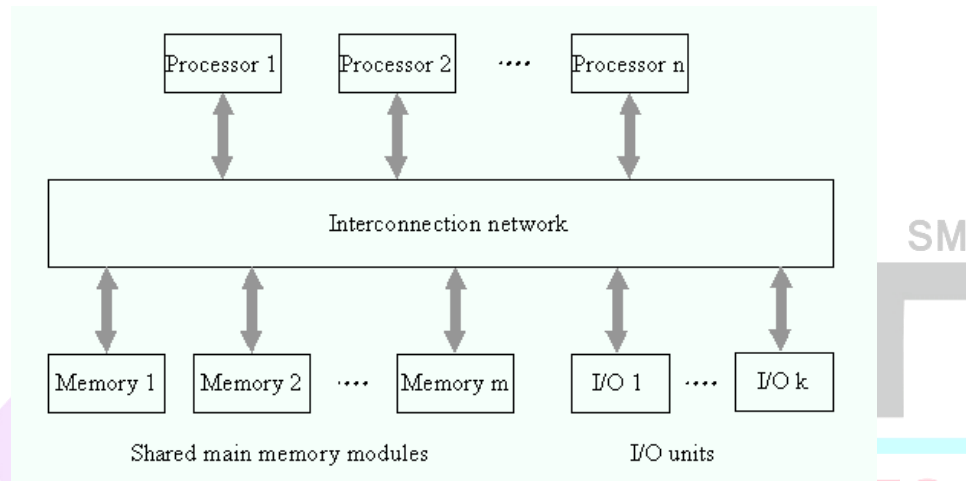 Processor 1 Processor 2 .... Processor n
Interconnection network
Memory 1 Memory 2 .... Memory m I/O 1 .... I/O k
Shared main memory modules I/O units
SM